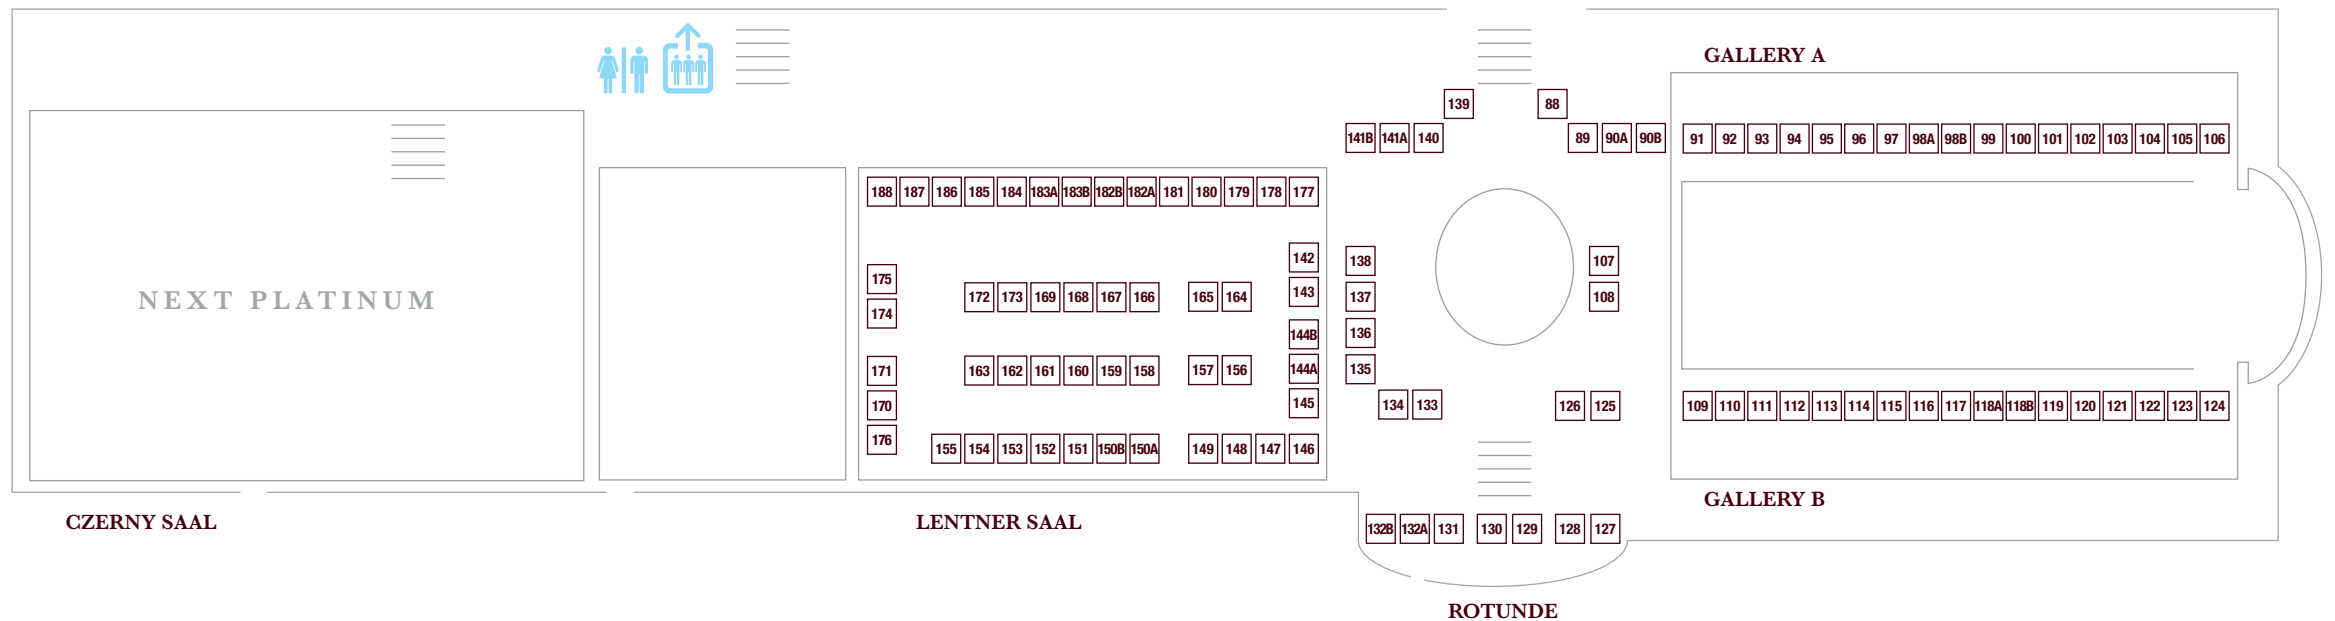 GALLERY A
139 88
141B 141A 140 89 90A 90B 91 92 93 94 95 96 97 98A 98B 99 100 101 102 103 104 105 106
188 187 186 185 184 183A 183B 182B 182A 181 180 179 178 177
142 138 107
175 172 173 169 168 167 166 165 164 143 137 108
NEXT PLATINUM
174 144B 136
171 163 162 161 160 159 158 157 156 144A 135
170 145 134 133 126 125 109 110 111 112 113 114 115 116 117 118A 118B 119 120 121 122 123 124
176 155 154 153 152 151 150B 150A 149 148 147 146
GALLERY B
CZERNY SAAL LENTNER SAAL
132B 132A 131 130 129 128 127
ROTUNDE